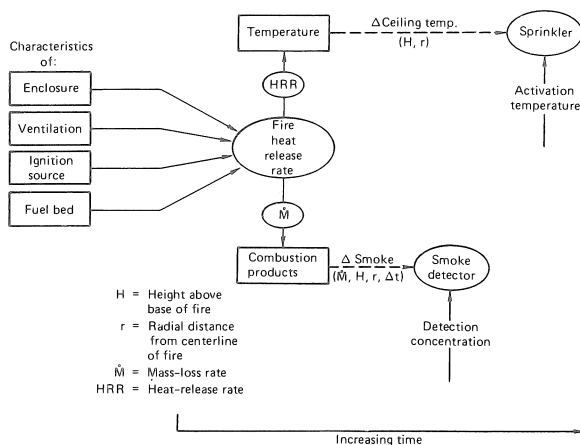 Characteristics
of:
Enclosure
Ventilation
Ignition
source
Fuel bed
Temperature
HRR
Fire
heat
release
rate
M̊
Combustion
products
ΔCeiling temp.
(H, r)
Sprinkler
Activation
temperature
Δ Smoke
(M̊, H, r, Δt)
Smoke
detector
Detection
concentration
H = Height above
base of fire
r = Radial distance
from centerline
of fire
M̊ = Mass-loss rate
HRR = Heat-release rate
Increasing time